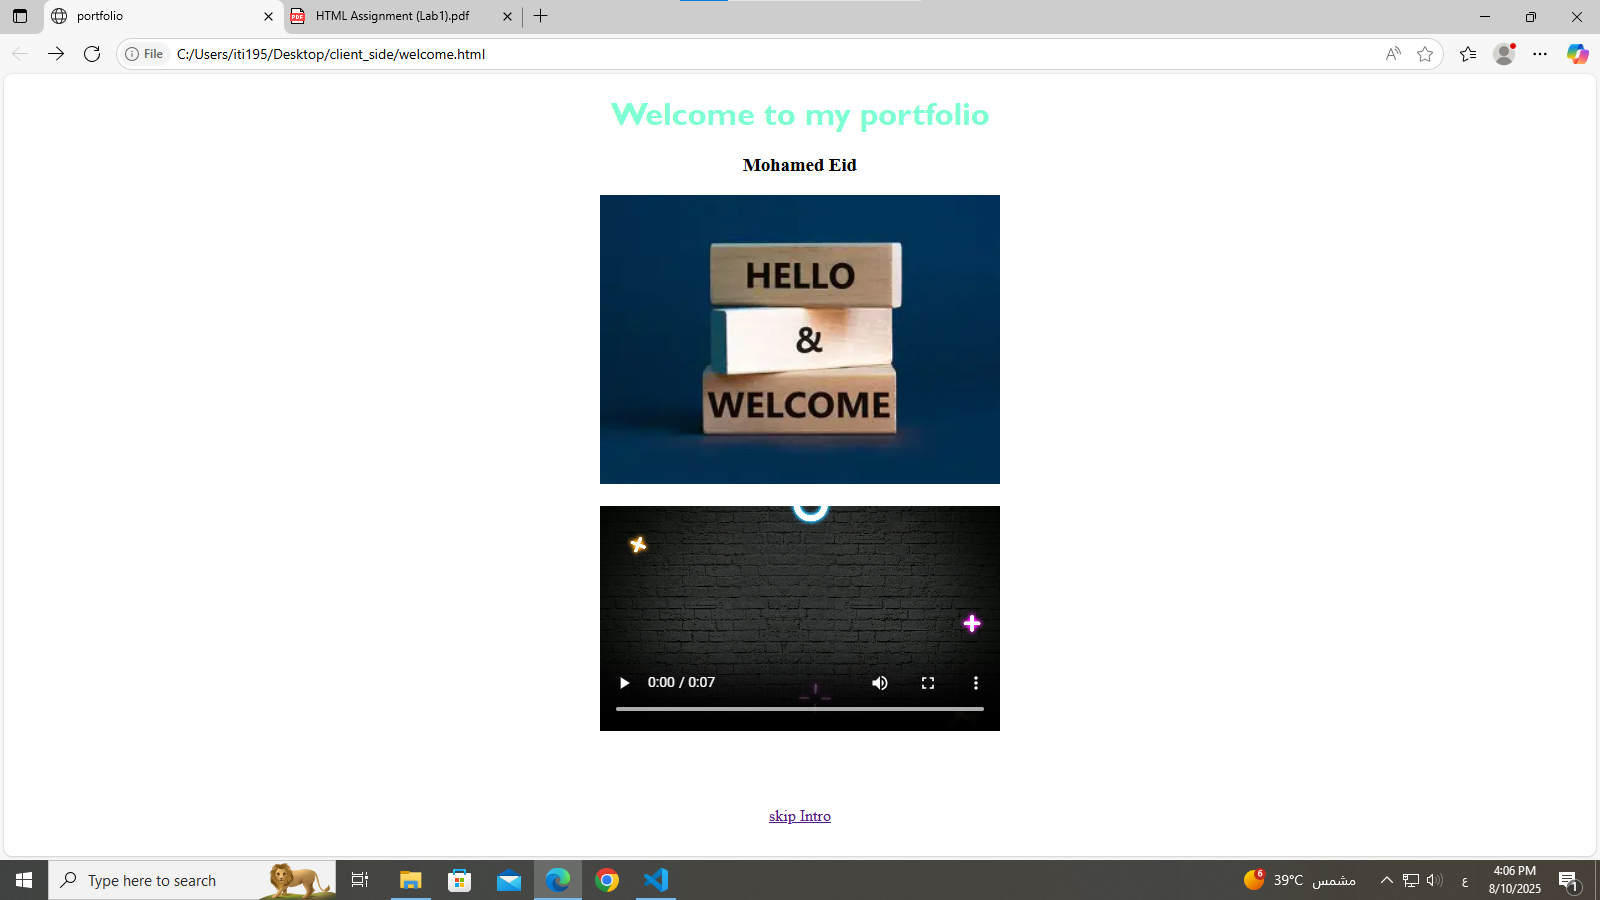 portfolio
HTML Assignment (Lab1).pdf
File
C:/Users/iti195/Desktop/client_side/welcome.html
Welcome to my portfolio
Mohamed Eid
HELLO
&
WELCOME
0:00 / 0:07
skip Intro
Type here to search
6
39°C مشمس
ع
4:06 PM
8/10/2025
1